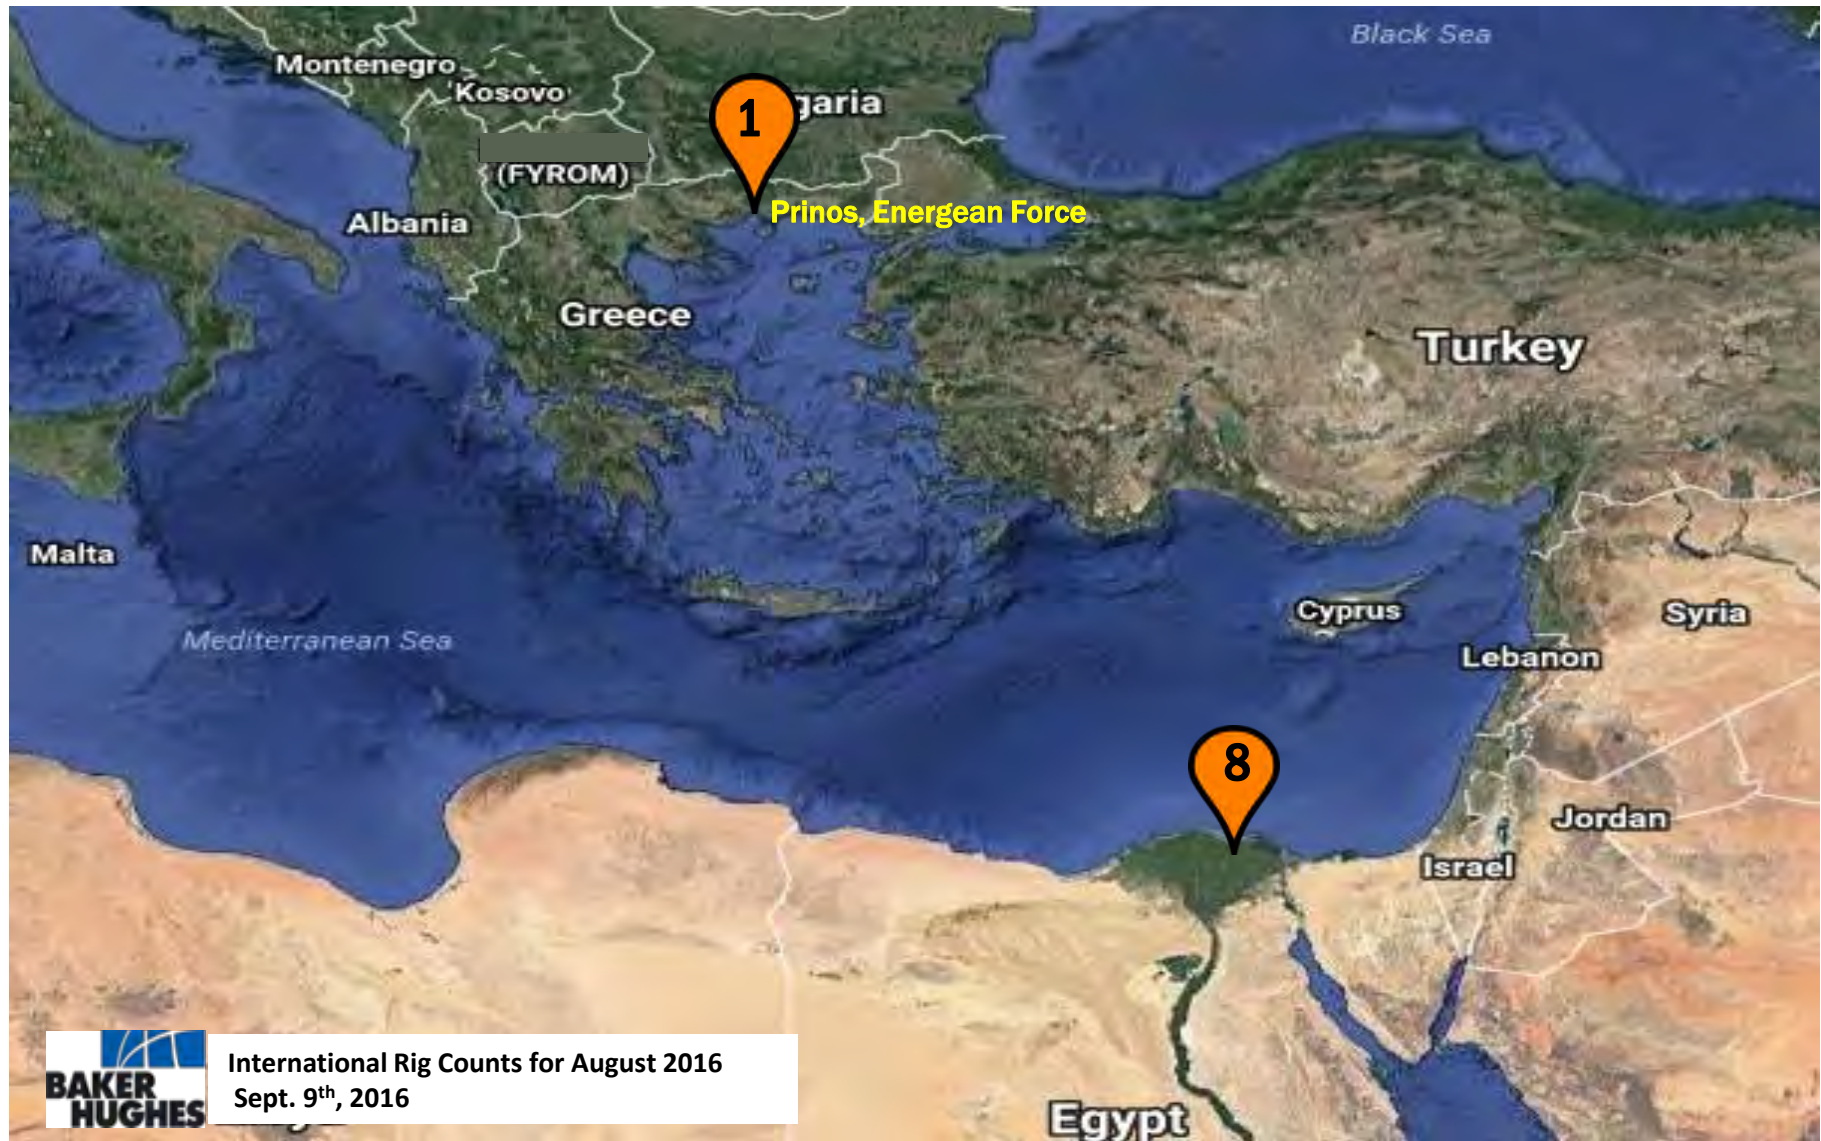 Black Sea
Montenegro
Kosovo
1
garia
(FYROM)
Prinos, Energean Force
Albania
Greece
Turkey
Malta
Cyprus
Syria
Mediterranean Sea
Lebanon
8
Jordan
Israel
BAKER
HUGHES
International Rig Counts for August 2016
Sept. 9th, 2016
Egypt